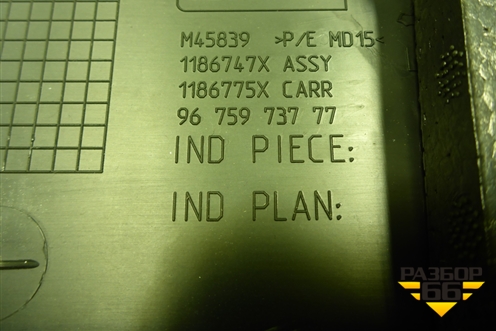 M45839 >P/E MD15<
1186747X ASSY
1186775X CARR
96 759 737 77
IND PIECE:
IND PLAN:
РАЗБОР
66